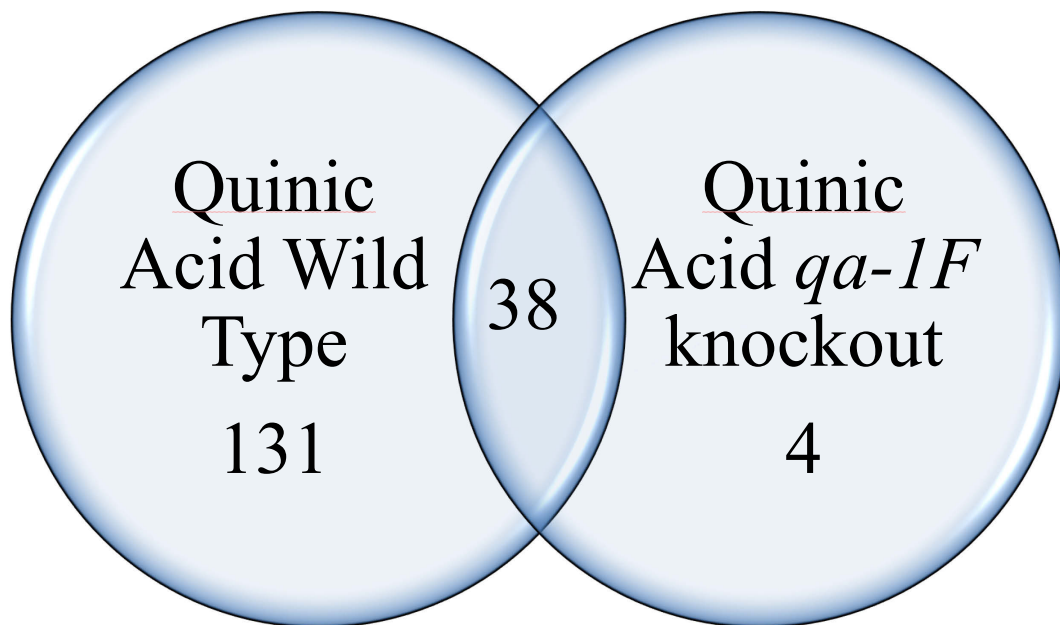 Quinic
Acid Wild
Type
131
38
Quinic
Acid qa-1F
knockout
4